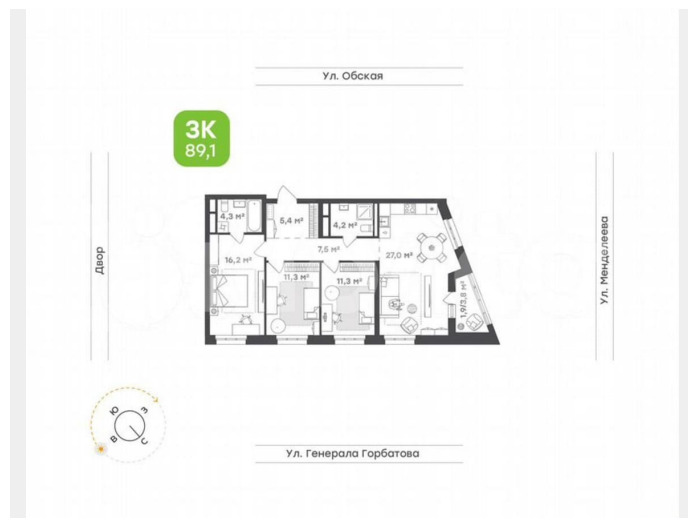 Ул. Обская
3К
89,1
4,3 м²
5,4 м²
4,2 м²
7,5 м²
27,0 м²
16,2 м²
11,3 м²
11,3 м²
1,9/3,8 м²
Двор
Ул. Менделеева
Ю
З
В
С
Ул. Генерала Горбатова